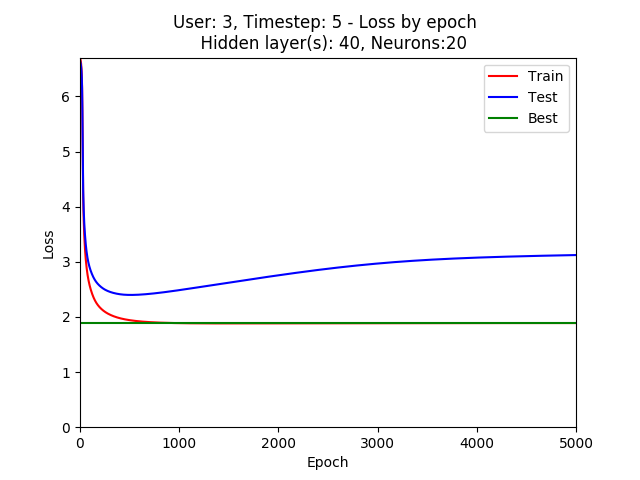 User: 3, Timestep: 5 - Loss by epoch
Hidden layer(s): 40, Neurons:20
Train
Test
Best
6
5
4
3
2
1
0
Loss
0
1000
2000
3000
4000
5000
Epoch